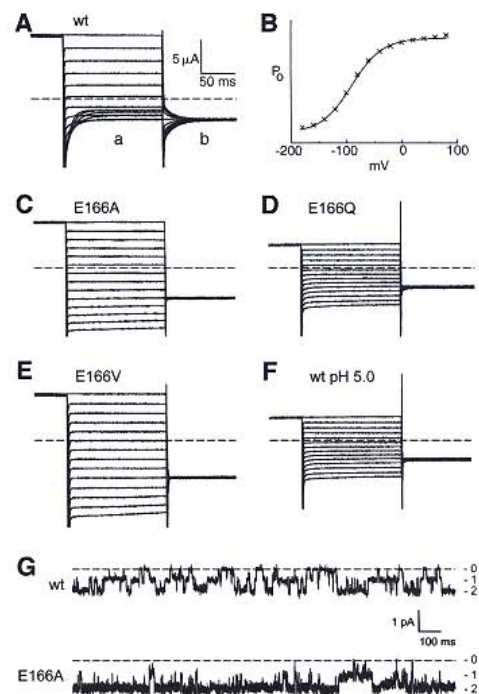 A
wt
5 µA
50 ms
a
b
B
Po
-200
-100
0
100
mV
C
E166A
D
E166Q
E
E166V
F
wt pH 5.0
G
wt
- 0
- 1
- 2
1 pA
100 ms
E166A
- 0
- 1
- 2